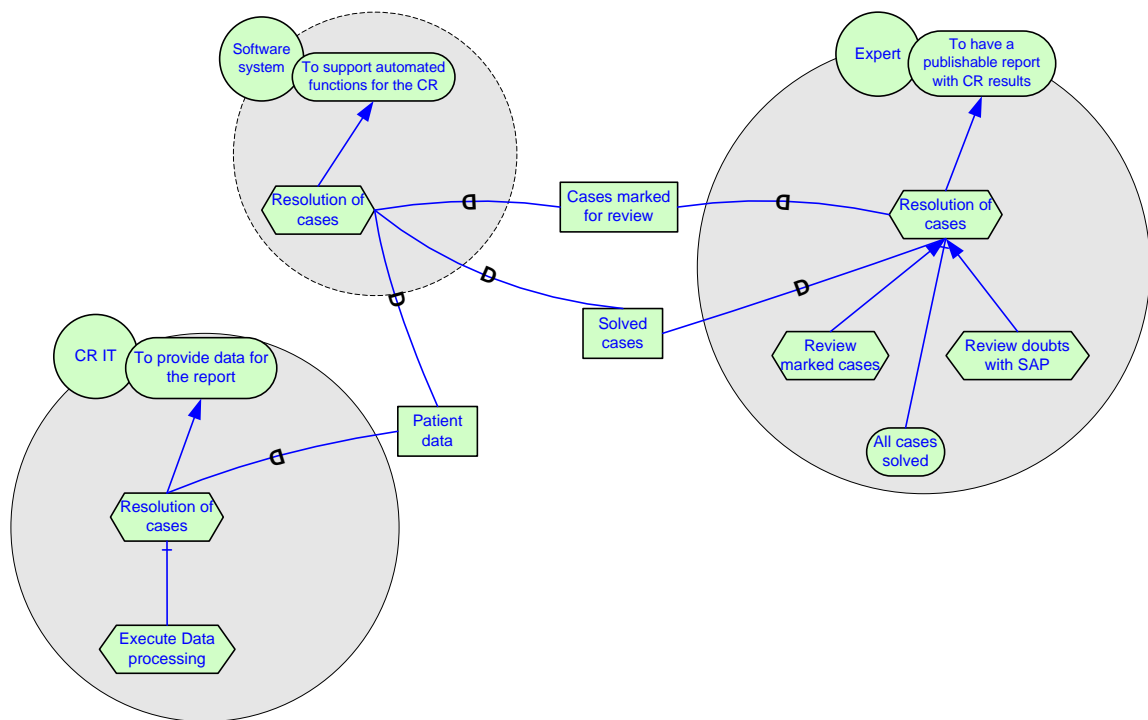 Software
system
To support automated
functions for the CR
Expert
To have a
publishable report
with CR results
Resolution of
cases
D
Cases marked
for review
D
Resolution of
cases
D
D
D
Solved
cases
Review
marked cases
Review doubts
with SAP
CR IT
To provide data for
the report
Patient
data
D
All cases
solved
Resolution of
cases
Execute Data
processing